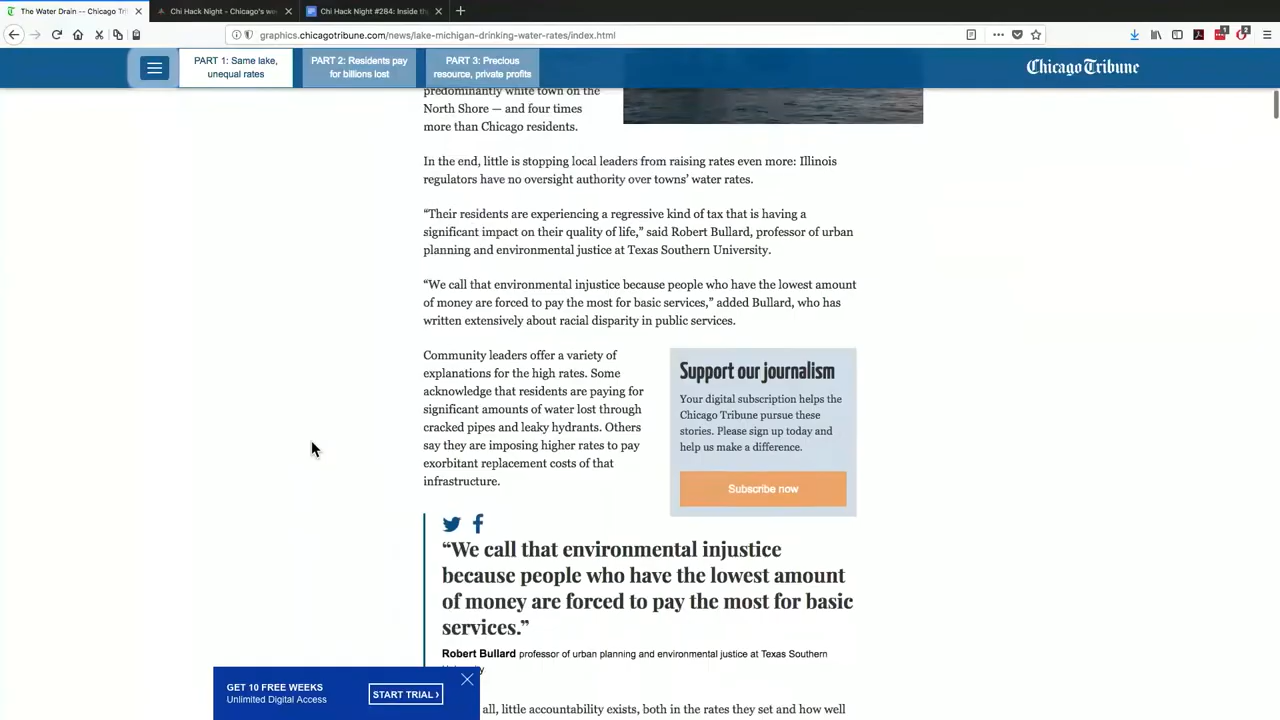 The Water Drain -- Chicago Tri
Chi Hack Night - Chicago's we
Chi Hack Night #284: Inside th
graphics.chicagotribune.com/news/lake-michigan-drinking-water-rates/index.html
PART 1: Same lake,
unequal rates
PART 2: Residents pay
for billions lost
PART 3: Precious
resource, private profits
Chicago Tribune
predominantly white town on the
North Shore — and four times
more than Chicago residents.
In the end, little is stopping local leaders from raising rates even more: Illinois
regulators have no oversight authority over towns’ water rates.
“Their residents are experiencing a regressive kind of tax that is having a
significant impact on their quality of life,” said Robert Bullard, professor of urban
planning and environmental justice at Texas Southern University.
“We call that environmental injustice because people who have the lowest amount
of money are forced to pay the most for basic services,” added Bullard, who has
written extensively about racial disparity in public services.
Community leaders offer a variety of
explanations for the high rates. Some
acknowledge that residents are paying for
significant amounts of water lost through
cracked pipes and leaky hydrants. Others
say they are imposing higher rates to pay
exorbitant replacement costs of that
infrastructure.
Support our journalism
Your digital subscription helps the
Chicago Tribune pursue these
stories. Please sign up today and
help us make a difference.
Subscribe now
“We call that environmental injustice
because people who have the lowest amount
of money are forced to pay the most for basic
services.”
Robert Bullard professor of urban planning and environmental justice at Texas Southern
GET 10 FREE WEEKS
Unlimited Digital Access
START TRIAL ›
all, little accountability exists, both in the rates they set and how well